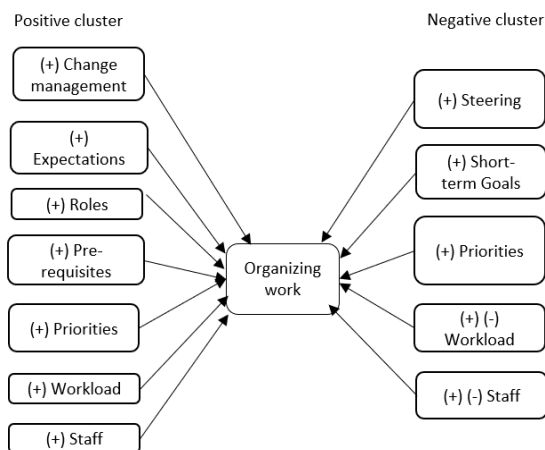 Positive cluster
(+) Change
management
(+)
Expectations
(+) Roles
(+) Pre-
requisites
(+) Priorities
(+) Workload
(+) Staff
Organizing
work
Negative cluster
(+) Steering
(+) Short-
term Goals
(+) Priorities
(+) (-)
Workload
(+) (-) Staff